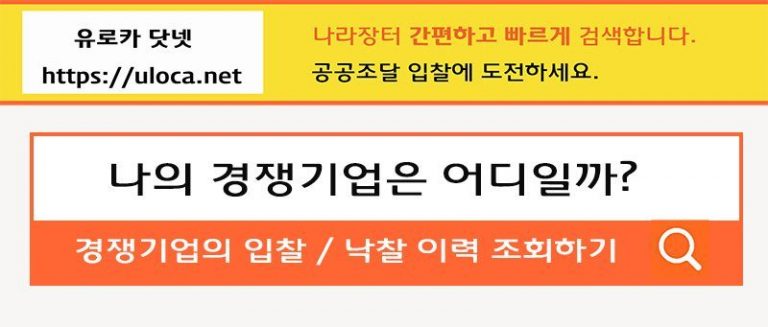 유로카 닷넷
https://uloca.net
나라장터 간편하고 빠르게 검색합니다.
공공조달 입찰에 도전하세요.
나의 경쟁기업은 어디일까?
경쟁기업의 입찰 / 낙찰 이력 조회하기